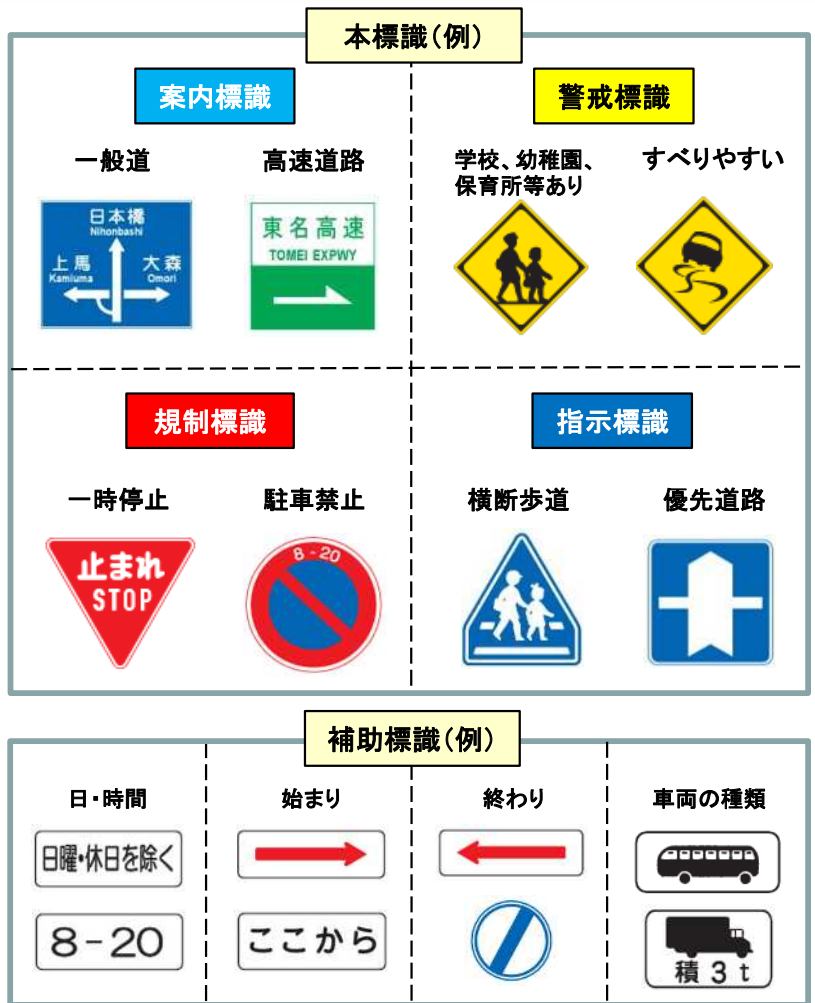 本標識(例)
案内標識
一般道
高速道路
日本橋
Nihonbashi
上馬
Kamiuma
大森
Omori
東名高速
TOMEI EXPWY
警戒標識
学校、幼稚園、
保育所等あり
すべりやすい
規制標識
一時停止
駐車禁止
止まれ
STOP
8-20
指示標識
横断歩道
優先道路
補助標識(例)
日・時間
日曜・休日を除く
8-20
始まり
ここから
終わり
車両の種類
積3t